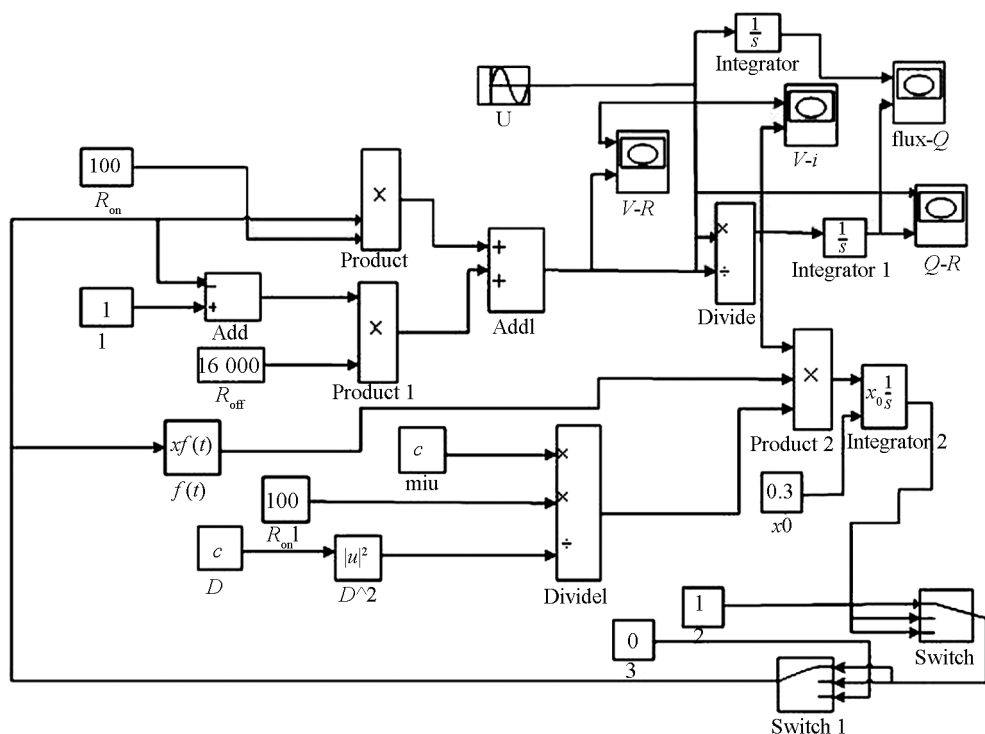 1
s
Integrator
U
flux-Q
V-i
V-R
100
R_on
×
Product
+
+
Addl
×
÷
Divide
1
s
Integrator 1
Q-R
−
+
Add
1
1
×
Product 1
16 000
R_off
xf(t)
f(t)
c
miu
×
Product 2
x₀ 1
s
Integrator 2
0.3
x0
100
R_on1
×
×
÷
Dividel
c
D
|u|²
D^2
1
2
Switch
0
3
Switch 1